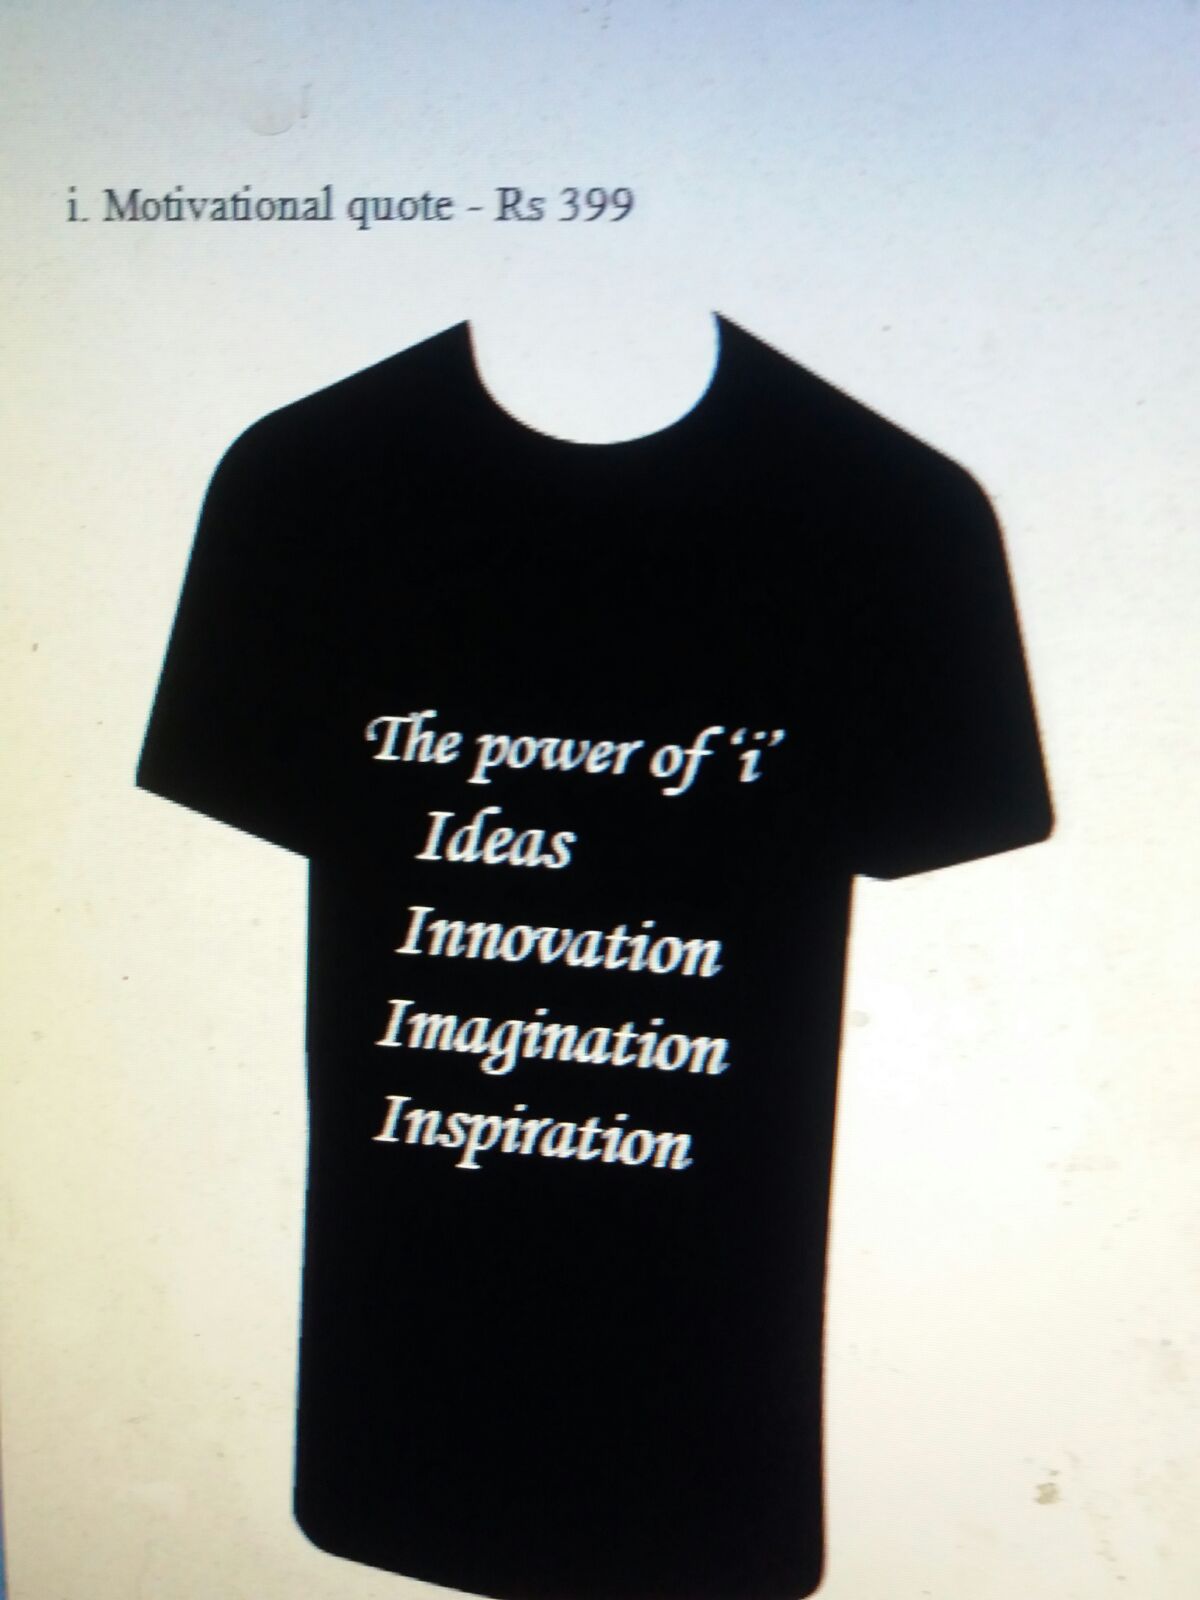 i. Motivational quote - Rs 399
The power of ‘i’
Ideas
Innovation
Imagination
Inspiration